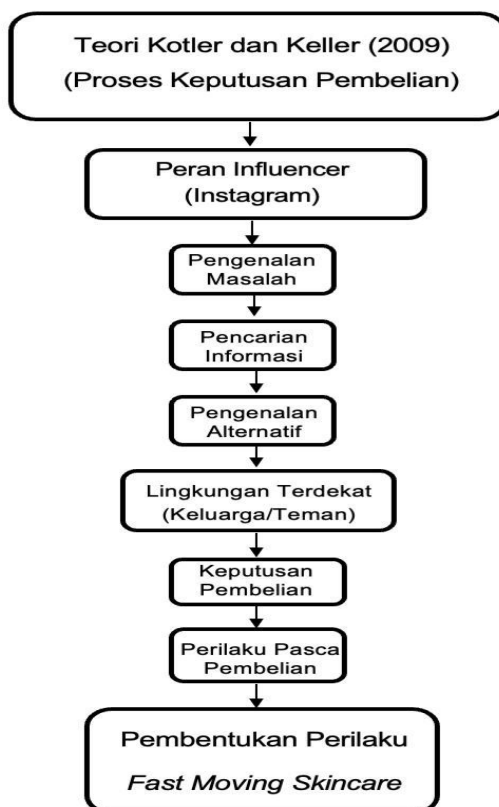 Teori Kotler dan Keller (2009)
(Proses Keputusan Pembelian)
Peran Influencer
(Instagram)
Pengenalan
Masalah
Pencarian
Informasi
Pengenalan
Alternatif
Lingkungan Terdekat
(Keluarga/Teman)
Keputusan
Pembelian
Perilaku Pasca
Pembelian
Pembentukan Perilaku
Fast Moving Skincare